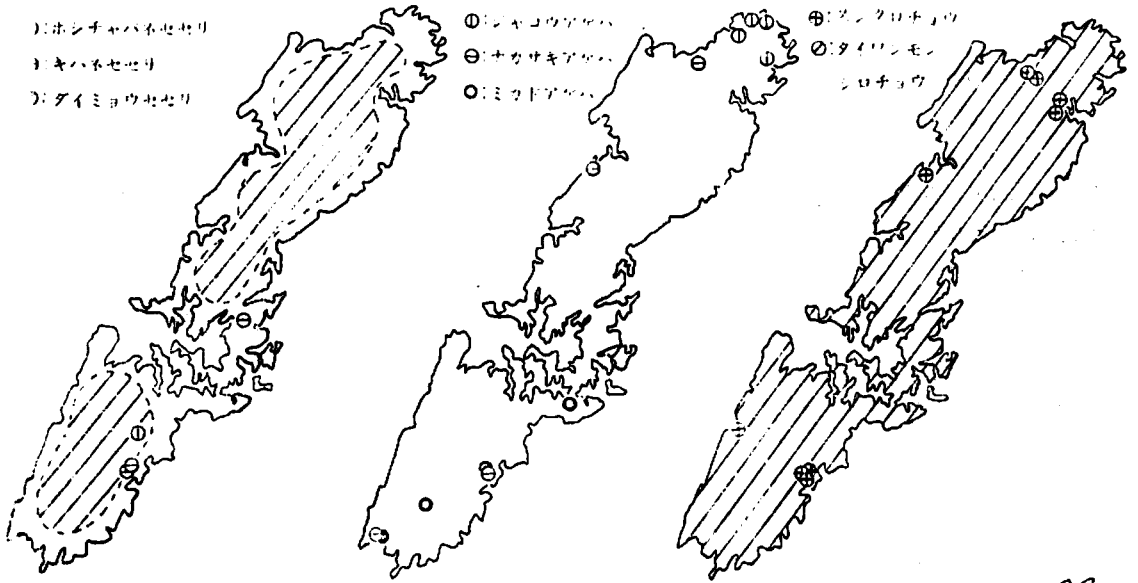 :ホシチャバネセセリ
:キバネセセリ
:ダイミョウセセリ
:ジャコウアゲハ
:ナガサキアゲハ
:ミカドアゲハ
:タイワンモン
シロチョウ